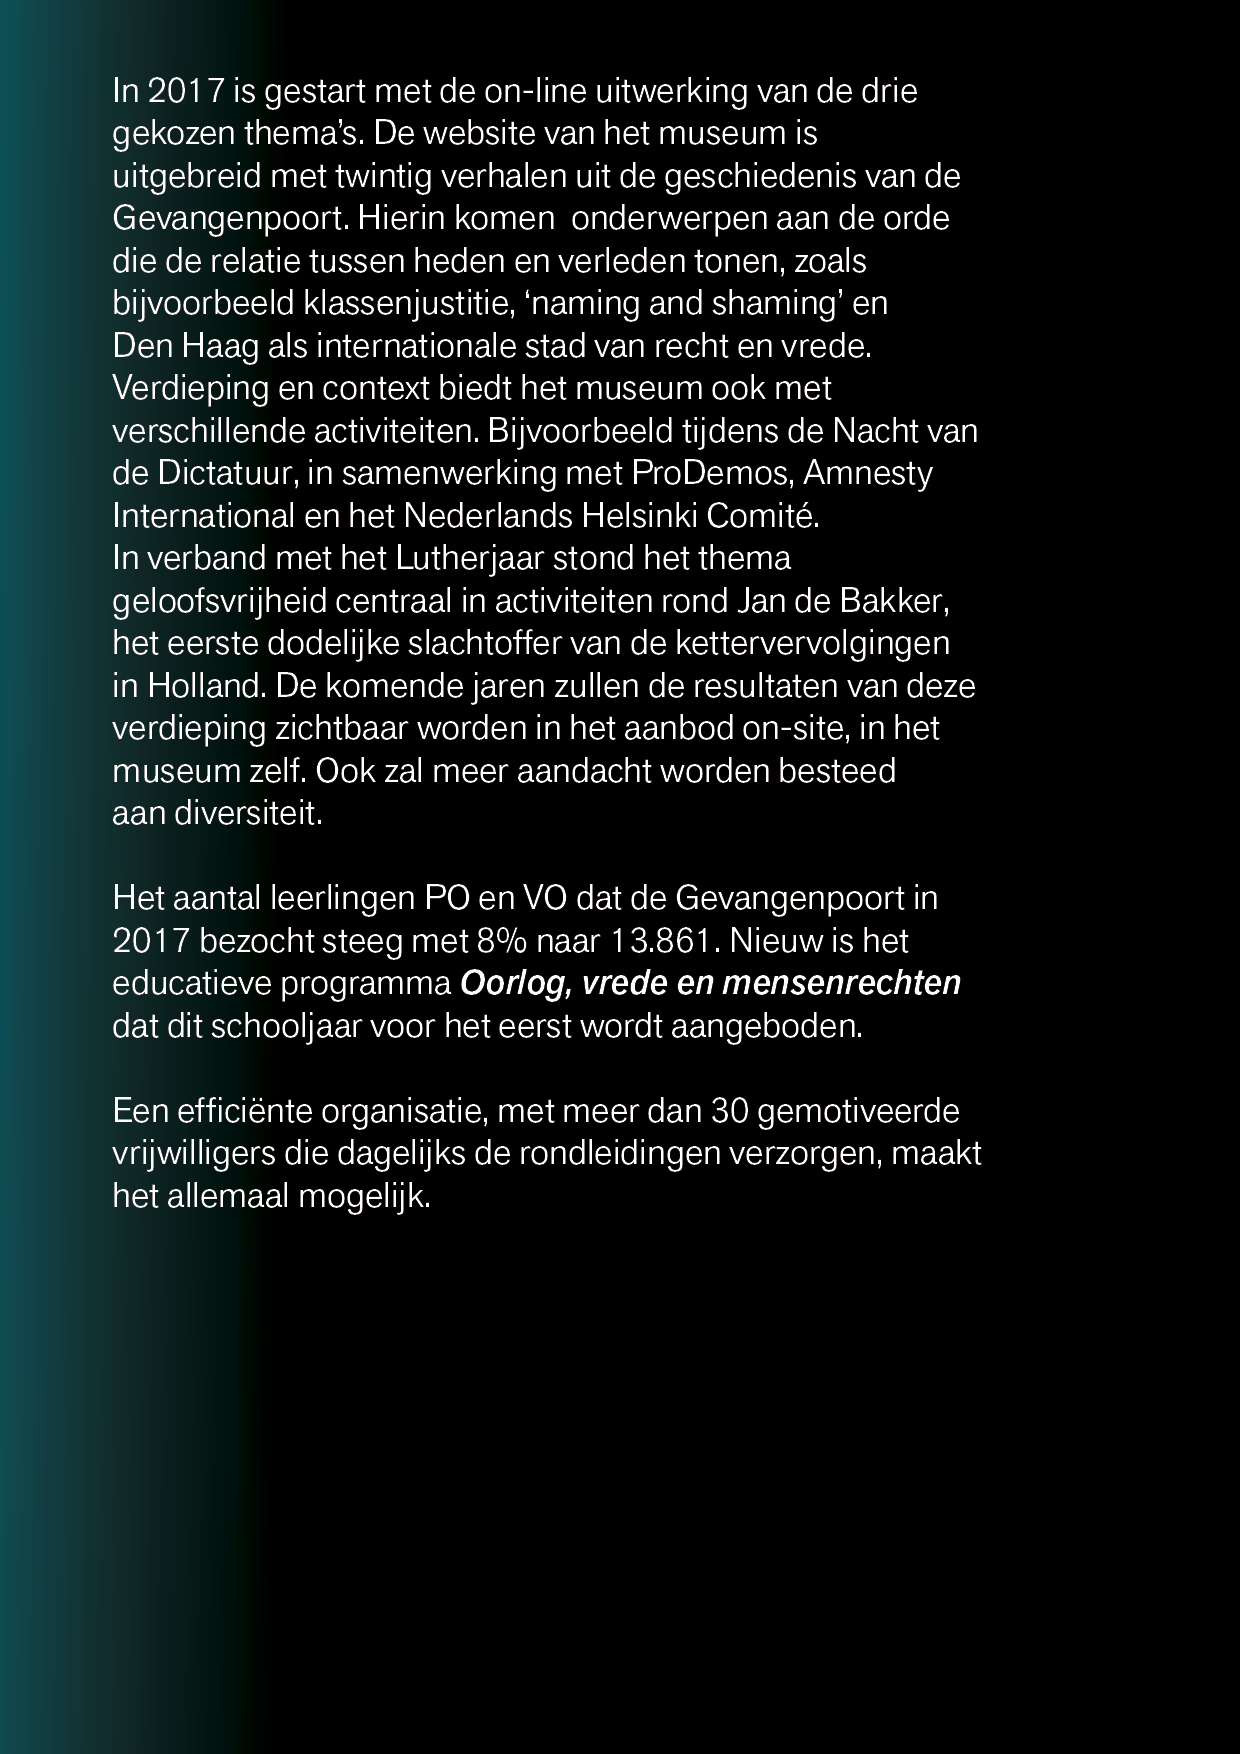 In 2017 is gestart met de on-line uitwerking van de drie
gekozen thema’s. De website van het museum is
uitgebreid met twintig verhalen uit de geschiedenis van de
Gevangenpoort. Hierin komen  onderwerpen aan de orde
die de relatie tussen heden en verleden tonen, zoals
bijvoorbeeld klassenjustitie, ‘naming and shaming’ en
Den Haag als internationale stad van recht en vrede.
Verdieping en context biedt het museum ook met
verschillende activiteiten. Bijvoorbeeld tijdens de Nacht van
de Dictatuur, in samenwerking met ProDemos, Amnesty
International en het Nederlands Helsinki Comité.
In verband met het Lutherjaar stond het thema
geloofsvrijheid centraal in activiteiten rond Jan de Bakker,
het eerste dodelijke slachtoffer van de kettervervolgingen
in Holland. De komende jaren zullen de resultaten van deze
verdieping zichtbaar worden in het aanbod on-site, in het
museum zelf. Ook zal meer aandacht worden besteed
aan diversiteit.

Het aantal leerlingen PO en VO dat de Gevangenpoort in
2017 bezocht steeg met 8% naar 13.861. Nieuw is het
educatieve programma Oorlog, vrede en mensenrechten
dat dit schooljaar voor het eerst wordt aangeboden.

Een efficiënte organisatie, met meer dan 30 gemotiveerde
vrijwilligers die dagelijks de rondleidingen verzorgen, maakt
het allemaal mogelijk.